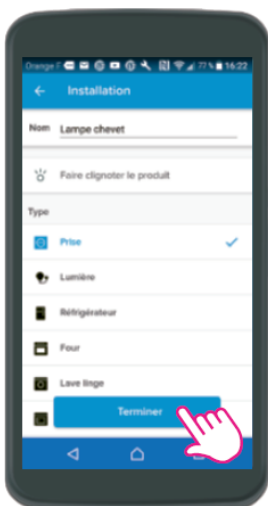 Orange F 77 % 16:22
Installation
Nom Lampe chevet
Faire clignoter le produit
Type
Prise
Lumière
Réfrigérateur
Four
Lave linge
Terminer